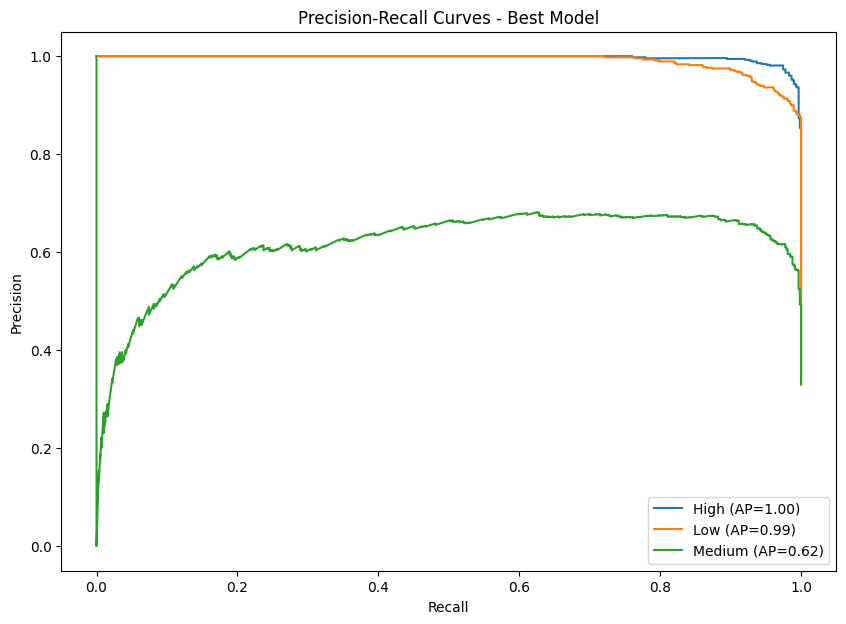 Precision-Recall Curves - Best Model
Precision
1.0
0.8
0.6
0.4
0.2
0.0
0.0 0.2 0.4 0.6 0.8 1.0
Recall
High (AP=1.00)
Low (AP=0.99)
Medium (AP=0.62)